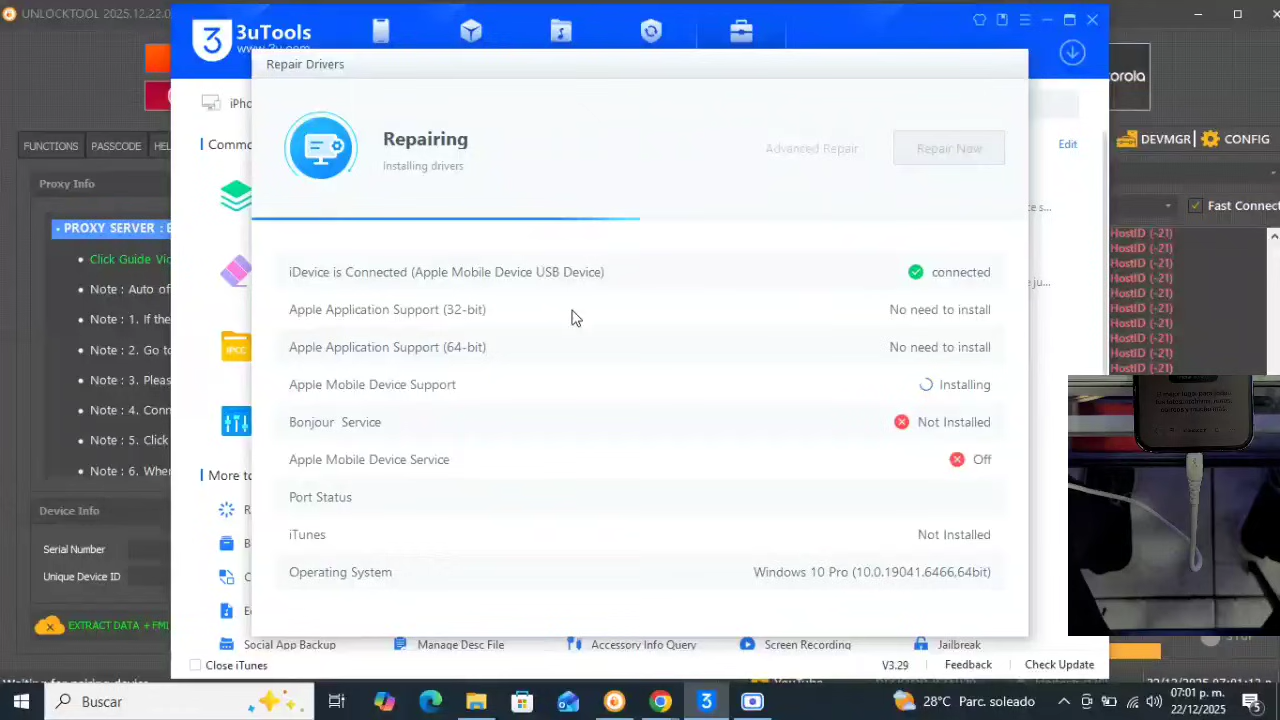 UNLOCKTOOL 2025.12.22.0
3uTools
www.3u.com
Repair Drivers
Repairing
Installing drivers
Advanced Repair
Repair Now
iDevice is Connected (Apple Mobile Device USB Device)
connected
Apple Application Support (32-bit)
No need to install
Apple Application Support (64-bit)
No need to install
Apple Mobile Device Support
Installing
Bonjour Service
Not Installed
Apple Mobile Device Service
Off
Port Status
iTunes
Not Installed
Operating System
Windows 10 Pro (10.0.19041.6466,64bit)
iPho
Commo
Edit
IPCC
More to
Social App Backup
Manage Desc File
Accessory Info Query
Screen Recording
Jailbreak
Close iTunes
V3.29
Feedback
Check Update
FUNCTIONS
PASSCODE
HEL
Proxy Info
• PROXY SERVER : E
Click Guide Vi
Note : Auto of
Note : 1. If the
Note : 2. Go to
Note : 3. Pleas
Note : 4. Conn
Note : 5. Click
Note : 6. Wher
Device Info
Serial Number
Unique Device ID
EXTRACT DATA + FMI
orola
DEVMGR
CONFIG
Fast Connect
HostID (-21)
HostID (-21)
HostID (-21)
HostID (-21)
HostID (-21)
HostID (-21)
HostID (-21)
HostID (-21)
HostID (-21)
HostID (-21)
Buscar
28°C Parc. soleado
07:01 p. m.
22/12/2025